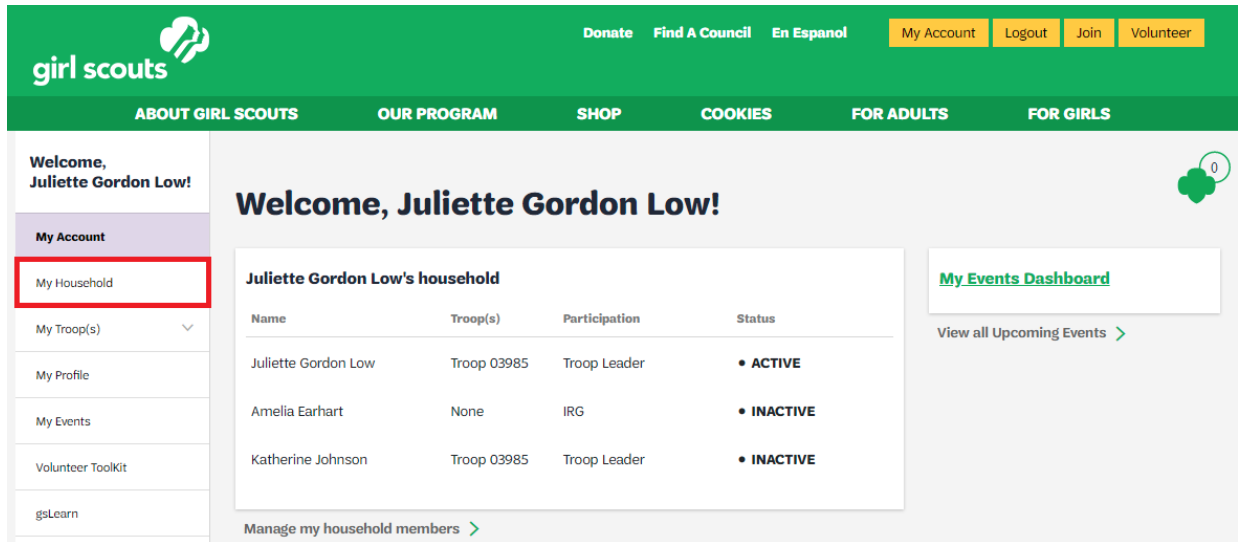 girl scouts
Donate Find A Council En Espanol My Account Logout Join Volunteer
ABOUT GIRL SCOUTS OUR PROGRAM SHOP COOKIES FOR ADULTS FOR GIRLS
Welcome,
Juliette Gordon Low!
My Account
My Household
My Troop(s)
My Profile
My Events
Volunteer ToolKit
gsLearn
0
Welcome, Juliette Gordon Low!
Juliette Gordon Low's household
Name Troop(s) Participation Status
Juliette Gordon Low Troop 03985 Troop Leader • ACTIVE
Amelia Earhart None IRG • INACTIVE
Katherine Johnson Troop 03985 Troop Leader • INACTIVE
Manage my household members
My Events Dashboard
View all Upcoming Events